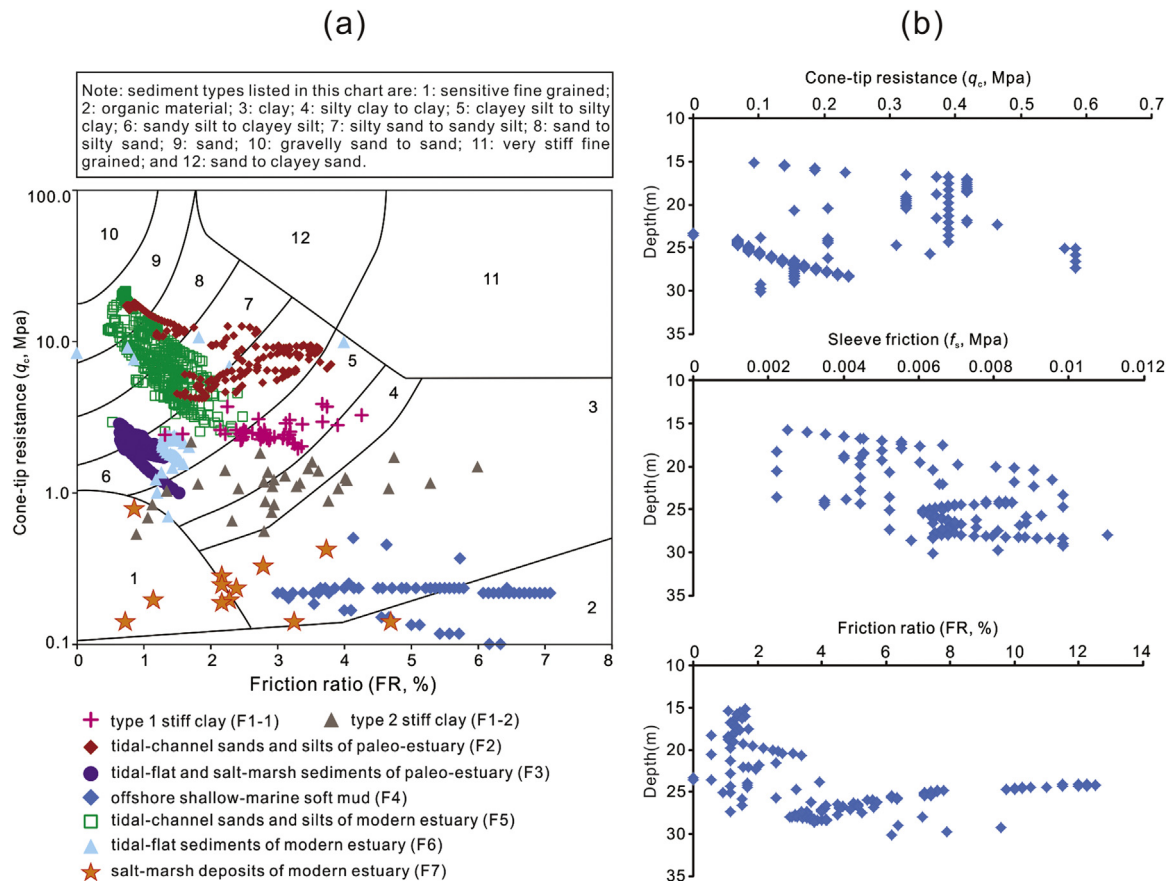 (a)
(b)
Note: sediment types listed in this chart are: 1: sensitive fine grained;
2: organic material; 3: clay; 4: silty clay to clay; 5: clayey silt to silty
clay; 6: sandy silt to clayey silt; 7: silty sand to sandy silt; 8: sand to
silty sand; 9: sand; 10: gravelly sand to sand; 11: very stiff fine
grained; and 12: sand to clayey sand.
100.0
10.0
1.0
0.1
Cone-tip resistance (qc, Mpa)
10
9
8
7
12
11
5
4
3
6
1
2
0 1 2 3 4 5 6 7 8
Friction ratio (FR, %)
type 1 stiff clay (F1-1)
type 2 stiff clay (F1-2)
tidal-channel sands and silts of paleo-estuary (F2)
tidal-flat and salt-marsh sediments of paleo-estuary (F3)
offshore shallow-marine soft mud (F4)
tidal-channel sands and silts of modern estuary (F5)
tidal-flat sediments of modern estuary (F6)
salt-marsh deposits of modern estuary (F7)
Cone-tip resistance (qc, Mpa)
0 0.1 0.2 0.3 0.4 0.5 0.6 0.7
10
15
20
25
30
35
Depth(m)
Sleeve friction (fs, Mpa)
0 0.002 0.004 0.006 0.008 0.01 0.012
10
15
20
25
30
35
Depth(m)
Friction ratio (FR, %)
0 2 4 6 8 10 12 14
10
15
20
25
30
35
Depth(m)